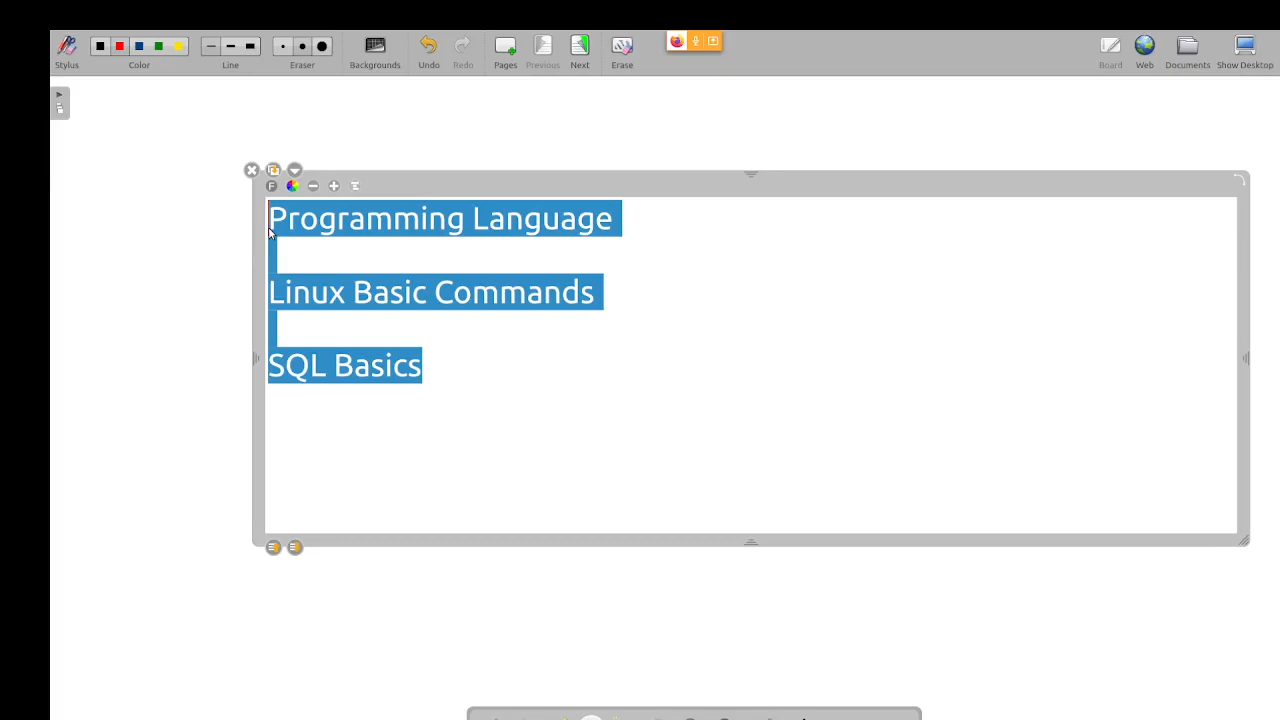 Stylus Color Line Eraser Backgrounds Undo Redo Pages Previous Next Erase Board Web Documents Show Desktop
F
Programming Language
Linux Basic Commands
SQL Basics